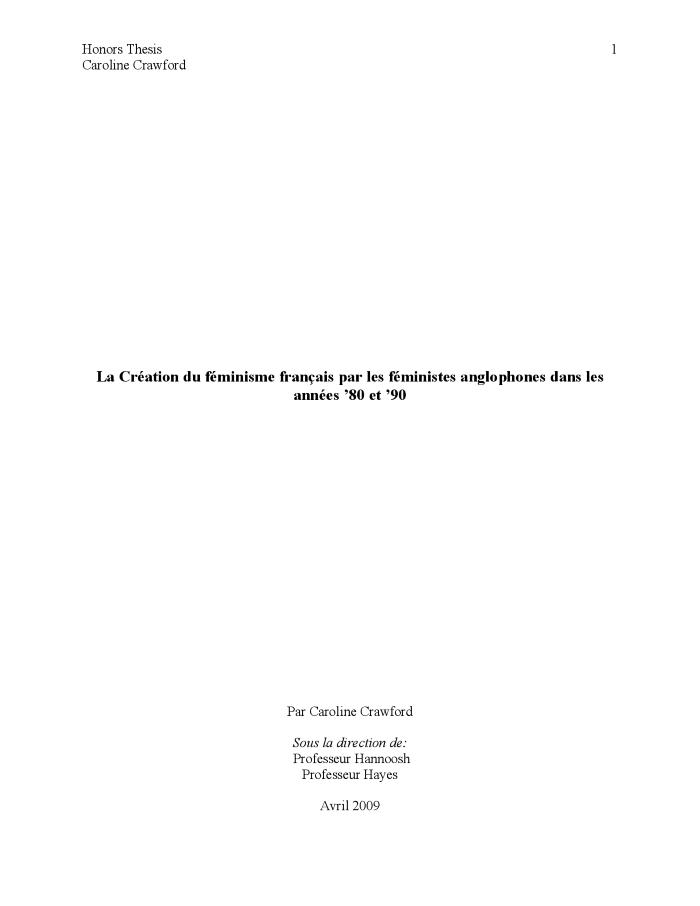 Honors Thesis 1
Caroline Crawford
La Création du féminisme français par les féministes anglophones dans les
années ’80 et ’90
Par Caroline Crawford
Sous la direction de:
Professeur Hannoosh
Professeur Hayes
Avril 2009